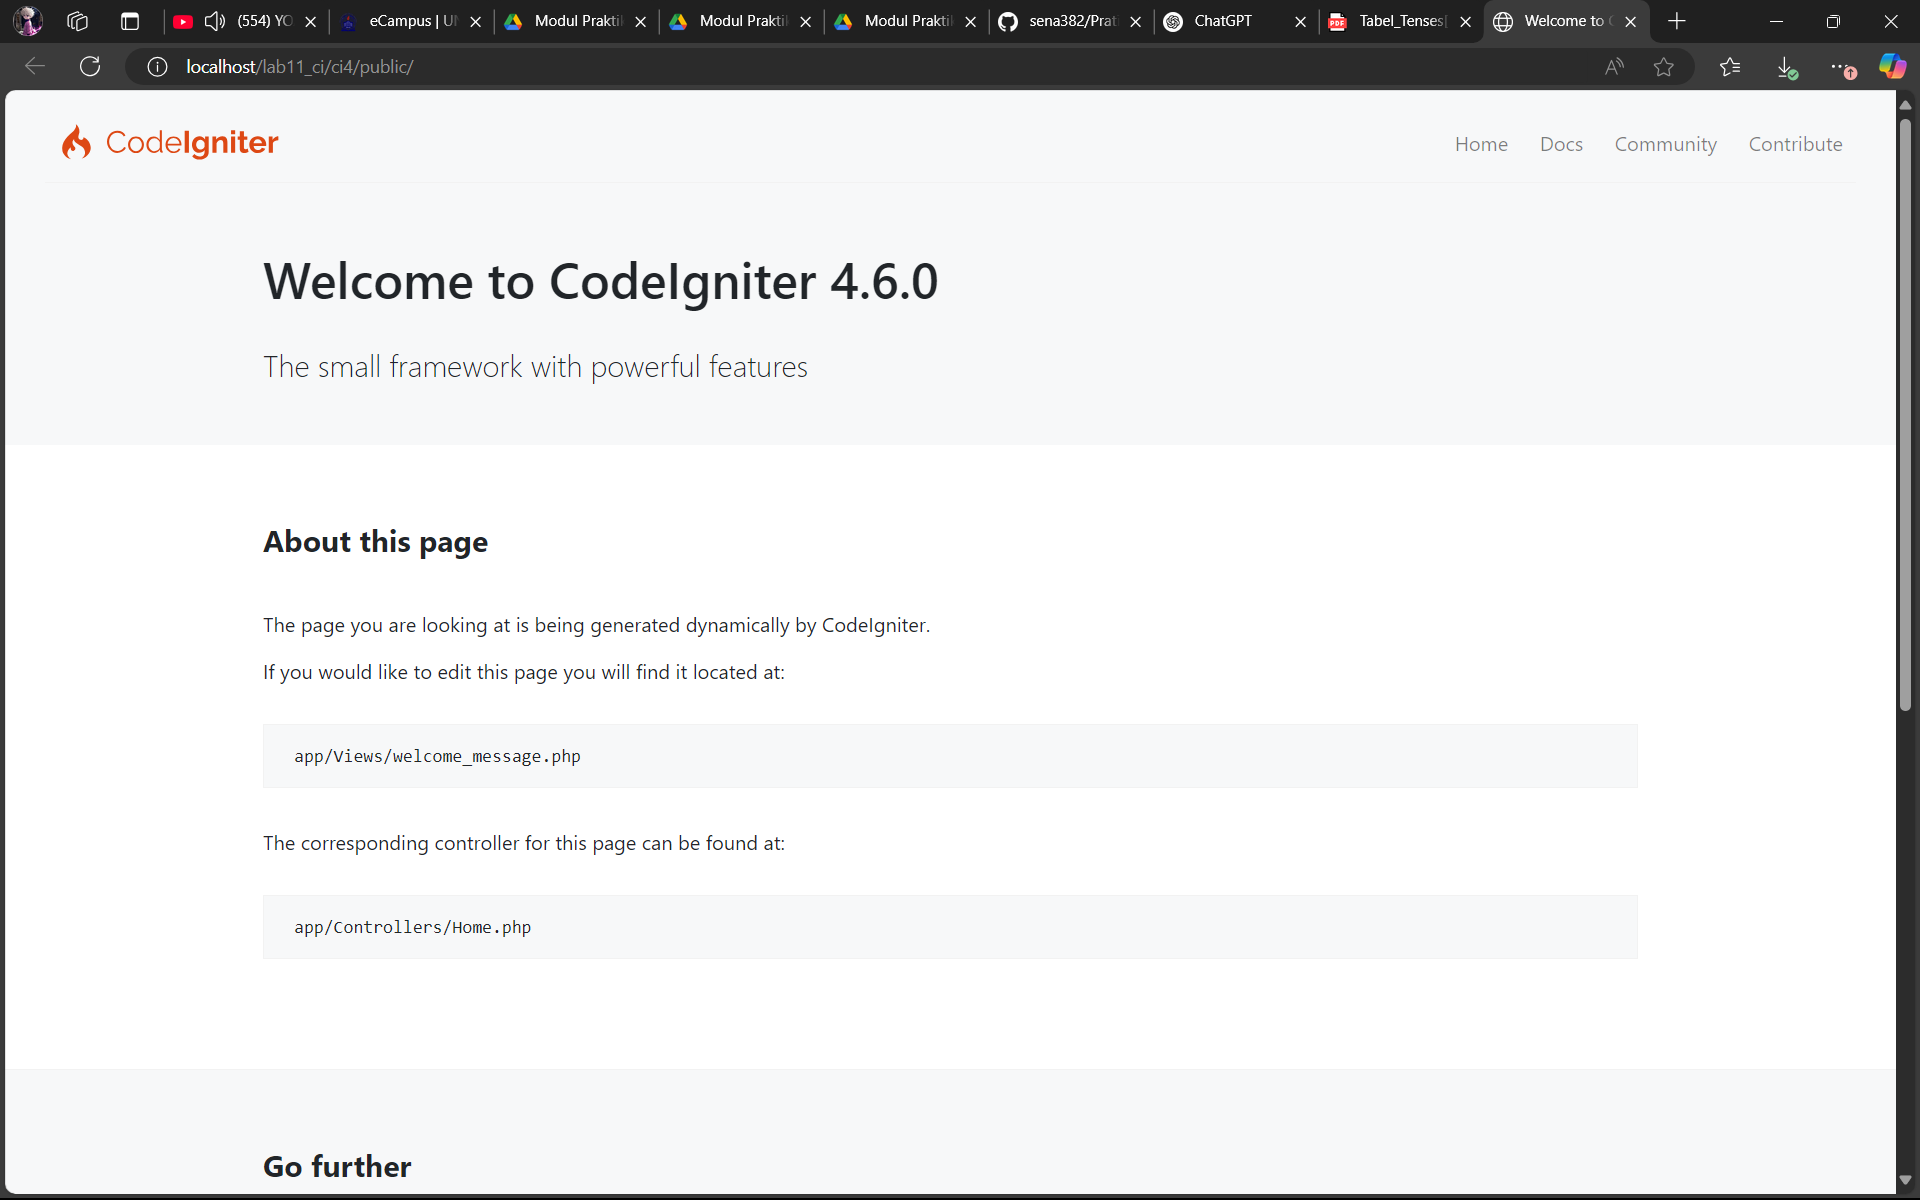 (554) YO
eCampus | UN
Modul Prakti
Modul Prakti
Modul Prakti
sena382/Prat
ChatGPT
Tabel_Tenses
Welcome to
localhost/lab11_ci/ci4/public/
CodeIgniter
Home Docs Community Contribute
Welcome to CodeIgniter 4.6.0
The small framework with powerful features
About this page
The page you are looking at is being generated dynamically by CodeIgniter.
If you would like to edit this page you will find it located at:
app/Views/welcome_message.php
The corresponding controller for this page can be found at:
app/Controllers/Home.php
Go further